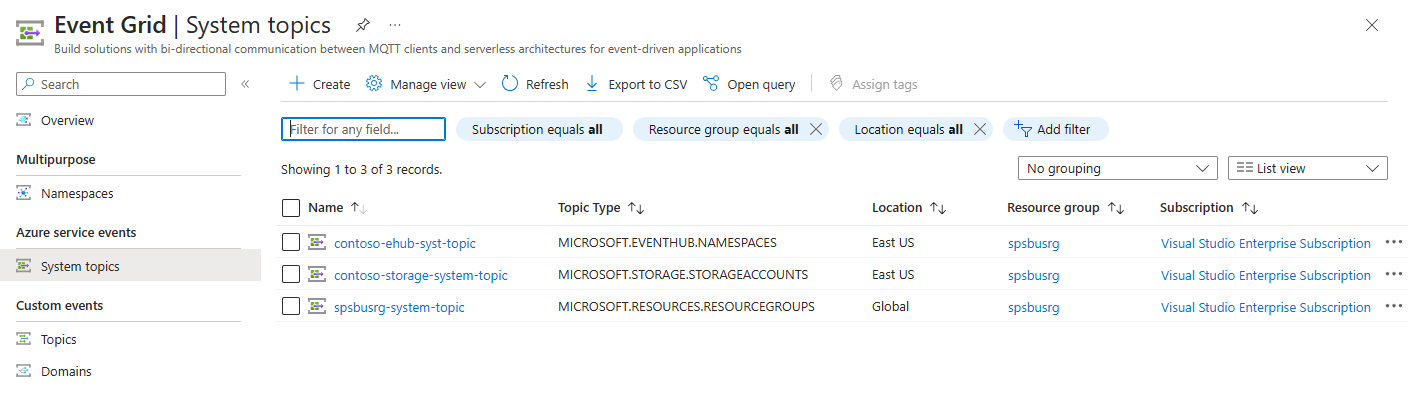 Event Grid | System topics
Build solutions with bi-directional communication between MQTT clients and serverless architectures for event-driven applications
Search
Overview
Multipurpose
Namespaces
Azure service events
System topics
Custom events
Topics
Domains
Create Manage view Refresh Export to CSV Open query Assign tags
Filter for any field... Subscription equals all Resource group equals all Location equals all Add filter
Showing 1 to 3 of 3 records. No grouping List view
Name Topic Type Location Resource group Subscription
contoso-ehub-syst-topic MICROSOFT.EVENTHUB.NAMESPACES East US spsbusrg Visual Studio Enterprise Subscription
contoso-storage-system-topic MICROSOFT.STORAGE.STORAGEACCOUNTS East US spsbusrg Visual Studio Enterprise Subscription
spsbusrg-system-topic MICROSOFT.RESOURCES.RESOURCEGROUPS Global spsbusrg Visual Studio Enterprise Subscription